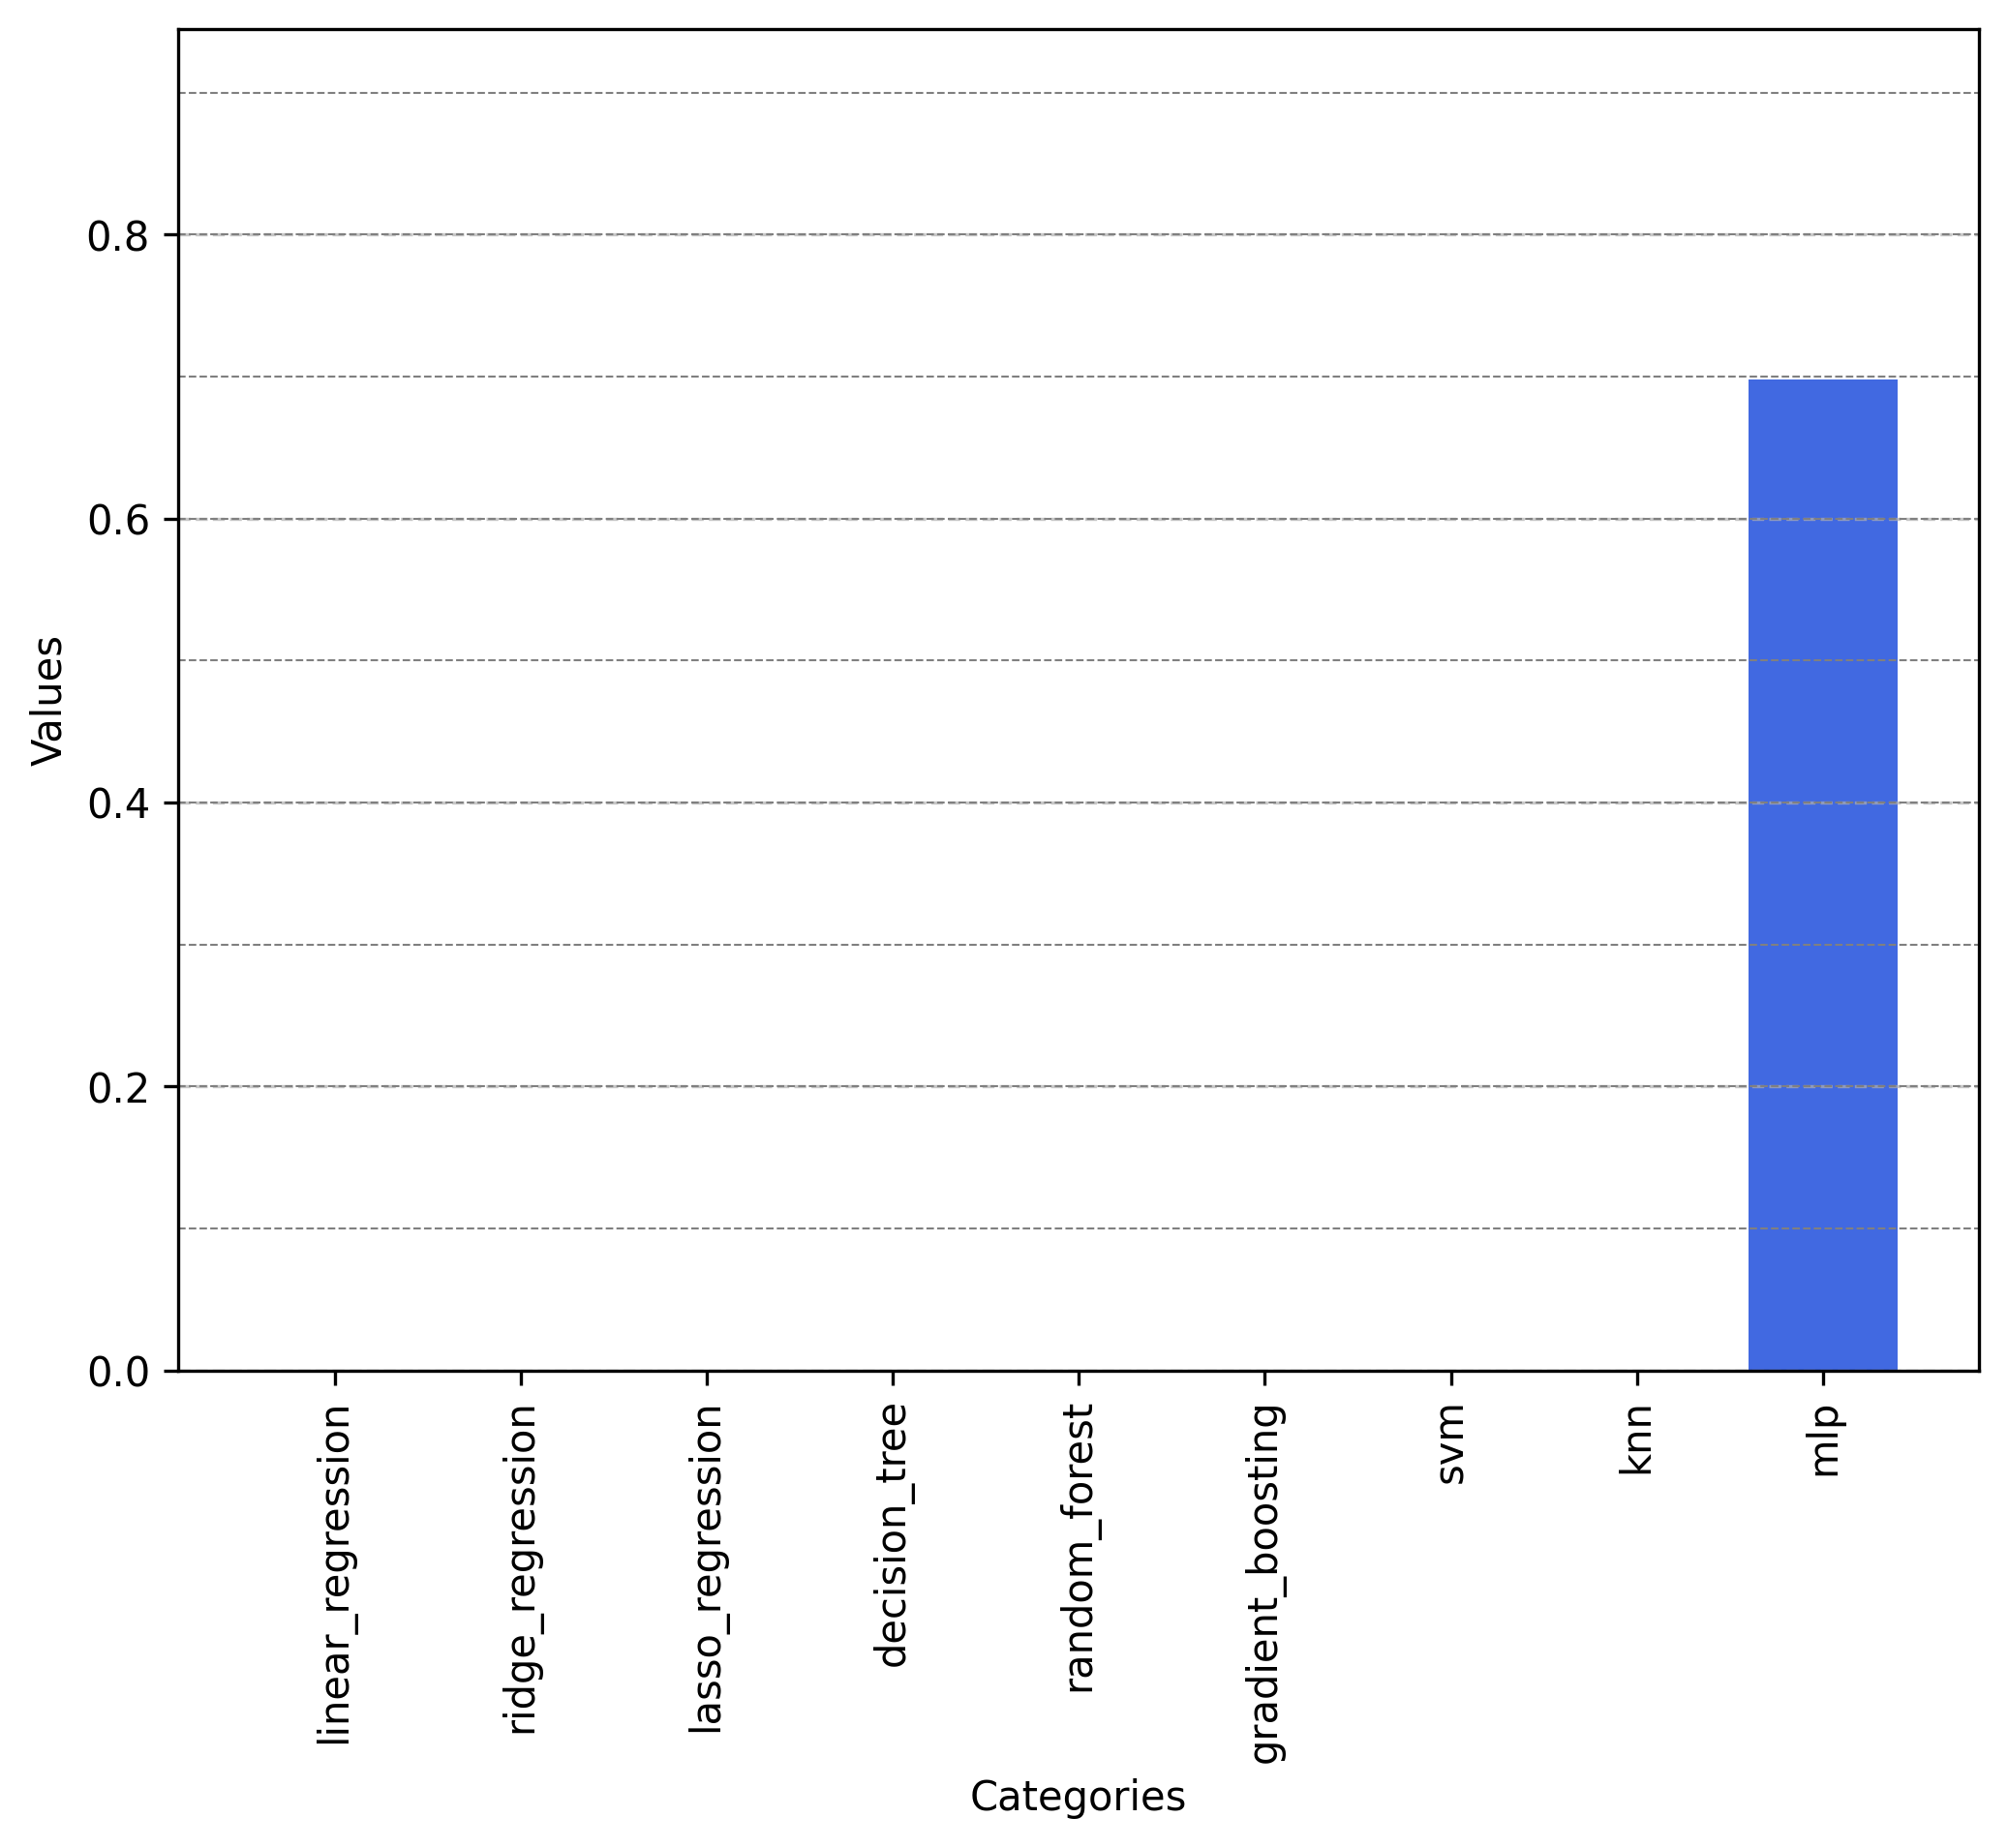 Values
0.8
0.6
0.4
0.2
0.0
linear_regression
ridge_regression
lasso_regression
decision_tree
random_forest
gradient_boosting
svm
knn
mlp
Categories